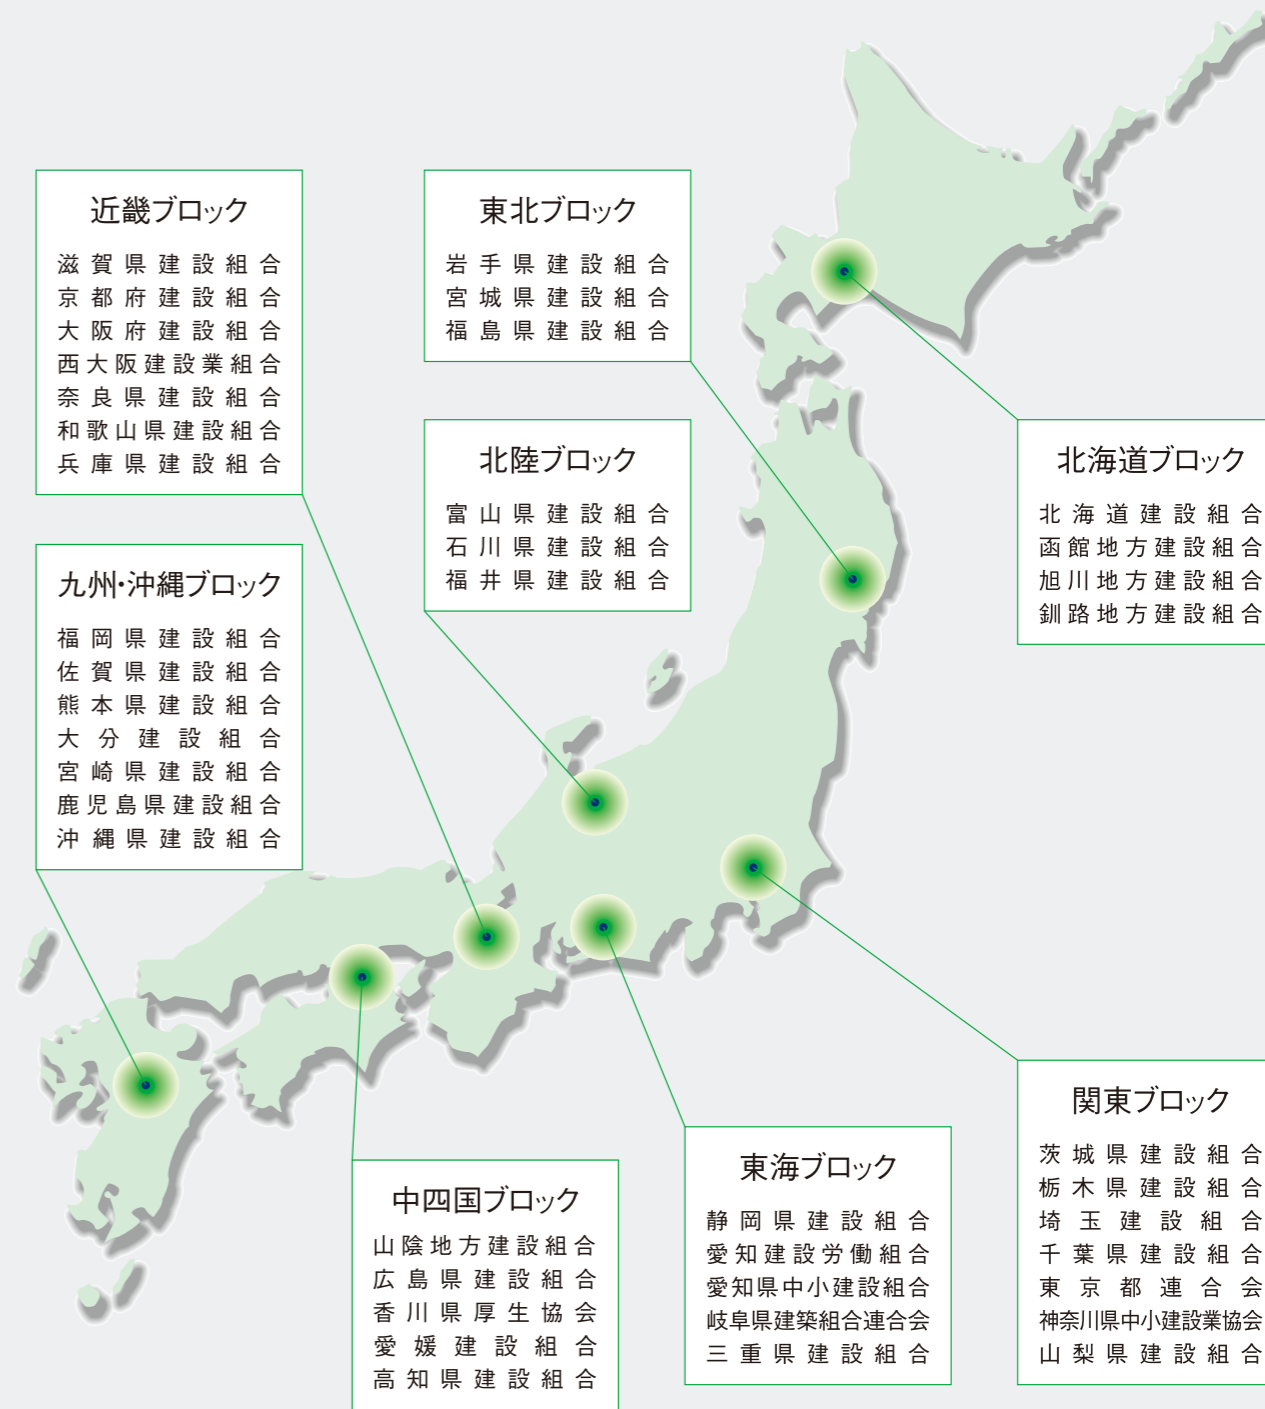 近畿ブロック
滋賀県建設組合
京都府建設組合
大阪府建設組合
西大阪建設業組合
奈良県建設組合
和歌山県建設組合
兵庫県建設組合
東北ブロック
岩手県建設組合
宮城県建設組合
福島県建設組合
北陸ブロック
富山県建設組合
石川県建設組合
福井県建設組合
北海道ブロック
北海道建設組合
函館地方建設組合
旭川地方建設組合
釧路地方建設組合
九州・沖縄ブロック
福岡県建設組合
佐賀県建設組合
熊本県建設組合
大分建設組合
宮崎県建設組合
鹿児島県建設組合
沖縄県建設組合
中四国ブロック
山陰地方建設組合
広島県建設組合
香川県厚生協会
愛媛建設組合
高知県建設組合
東海ブロック
静岡県建設組合
愛知建設労働組合
愛知県中小建設組合
岐阜県建築組合連合会
三重県建設組合
関東ブロック
茨城県建設組合
栃木県建設組合
埼玉建設組合
千葉県建設組合
東京都連合会
神奈川県中小建設業協会
山梨県建設組合